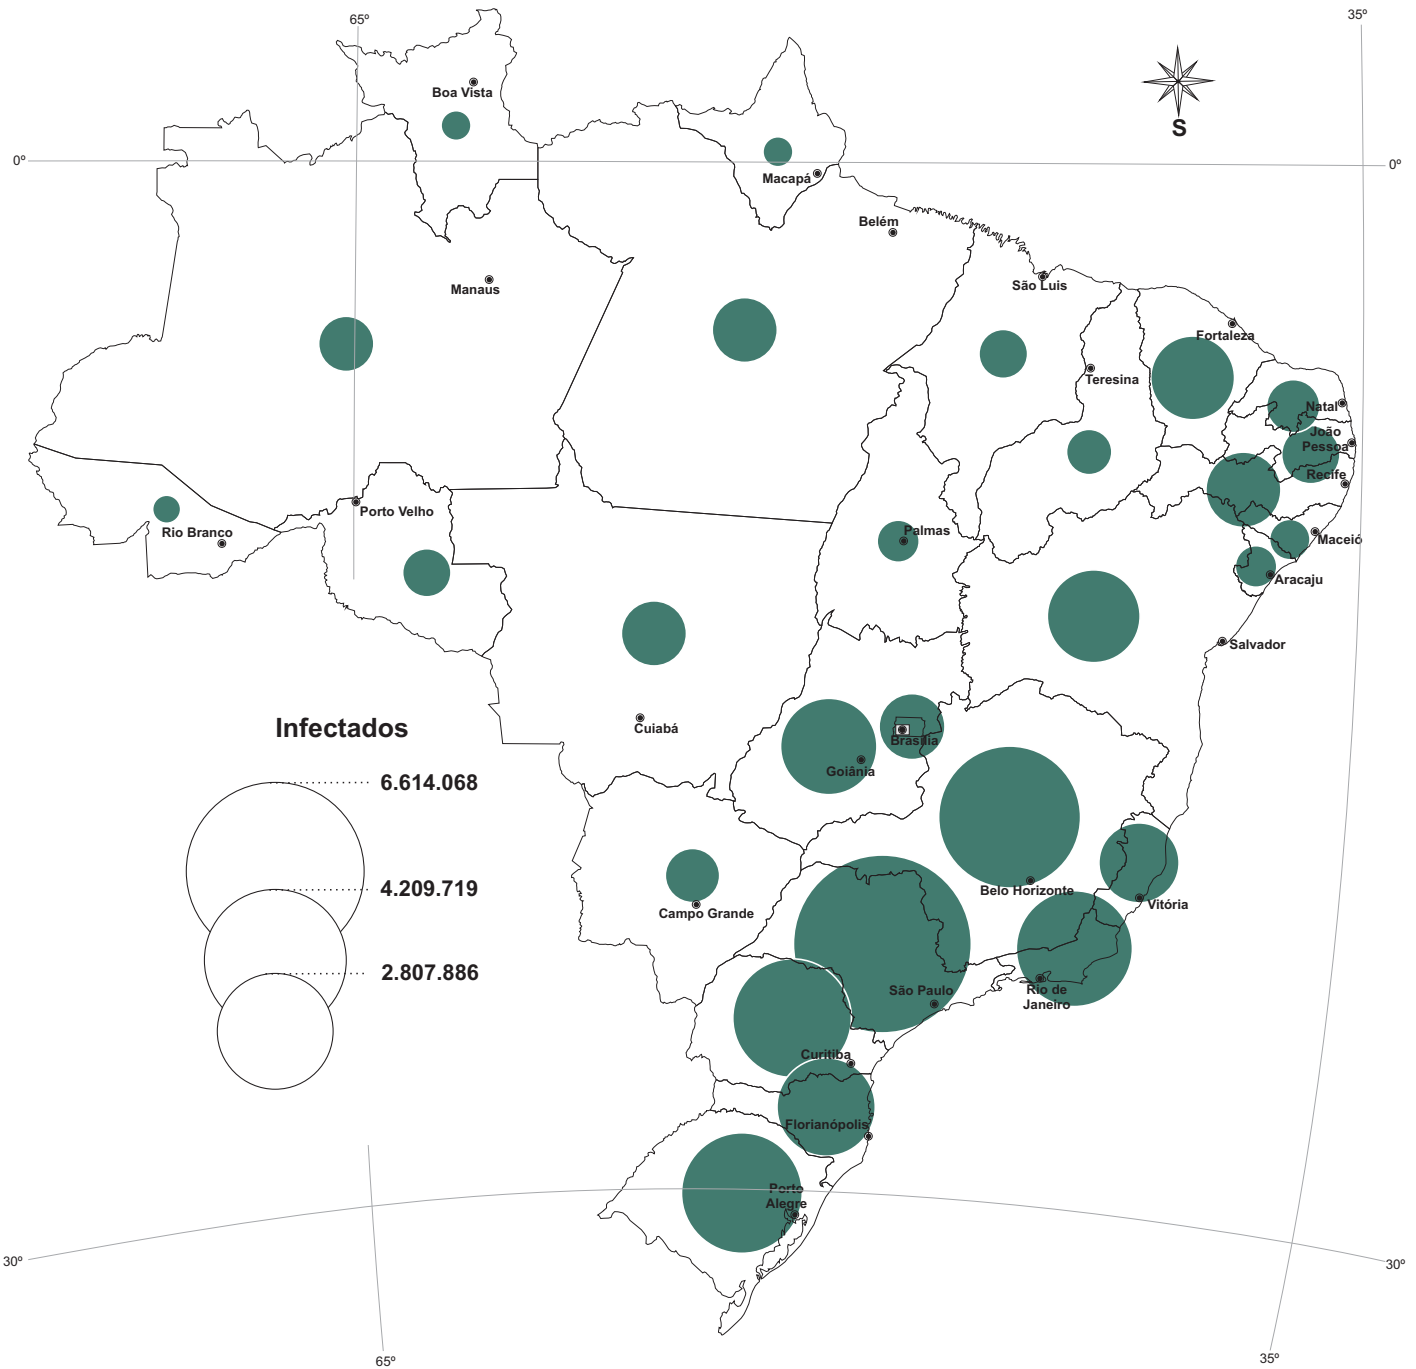 65º
35º
Boa Vista
S
0º
0º
Macapá
Belém
Manaus
São Luis
Fortaleza
Teresina
Natal
João
Pessoa
Recife
Porto Velho
Rio Branco
Palmas
Maceió
Aracaju
Salvador
Cuiabá
Brasília
Goiânia
Infectados
6.614.068
4.209.719
2.807.886
Belo Horizonte
Vitória
Campo Grande
São Paulo
Rio de
Janeiro
Curitiba
Florianópolis
Porto
Alegre
30º
30º
65º
35º